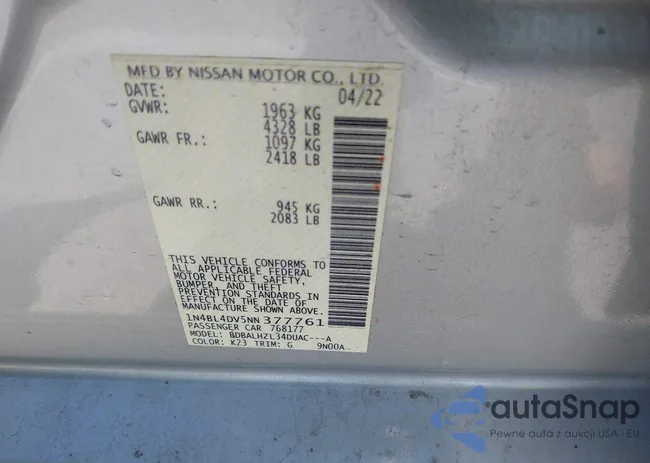 MFD BY NISSAN MOTOR CO., LTD.
DATE: 04/22
GVWR: 1963 KG
4328 LB
GAWR FR.: 1097 KG
2418 LB
GAWR RR.: 945 KG
2083 LB
THIS VEHICLE CONFORMS TO
ALL APPLICABLE FEDERAL
MOTOR VEHICLE SAFETY,
BUMPER, AND THEFT
PREVENTION STANDARDS IN
EFFECT ON THE DATE OF
MANUFACTURE SHOWN ABOVE.
1N4BL4DV5NN377761
PASSENGER CAR 768177
MODEL: BDBALHZL34DUAC---A
COLOR: K23 TRIM: G 9N00A
autaSnap
Pewne auta z aukcji USA - EU